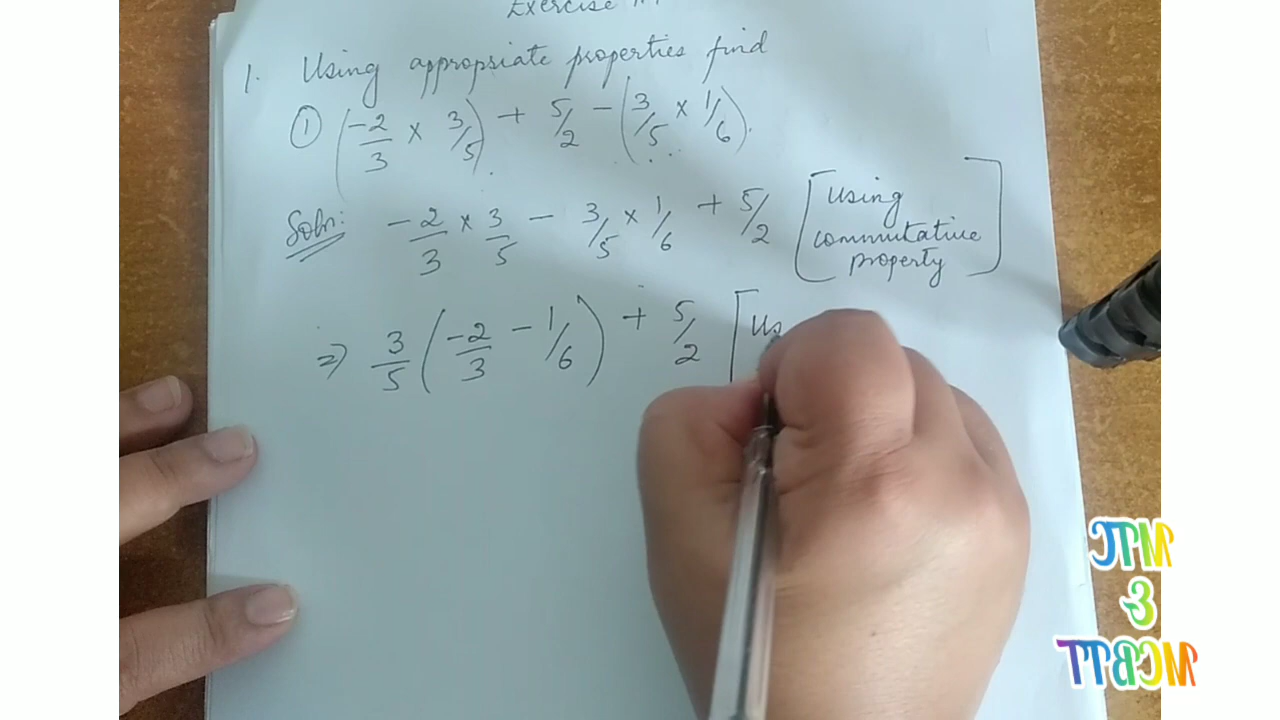 Exercise
1. Using appropriate properties find
① (-2/3 × 3/5) + 5/2 - (3/5 × 1/6).
Soln: -2/3 × 3/5 - 3/5 × 1/6 + 5/2 [Using commutative property]
=> 3/5 (-2/3 - 1/6) + 5/2 [Us